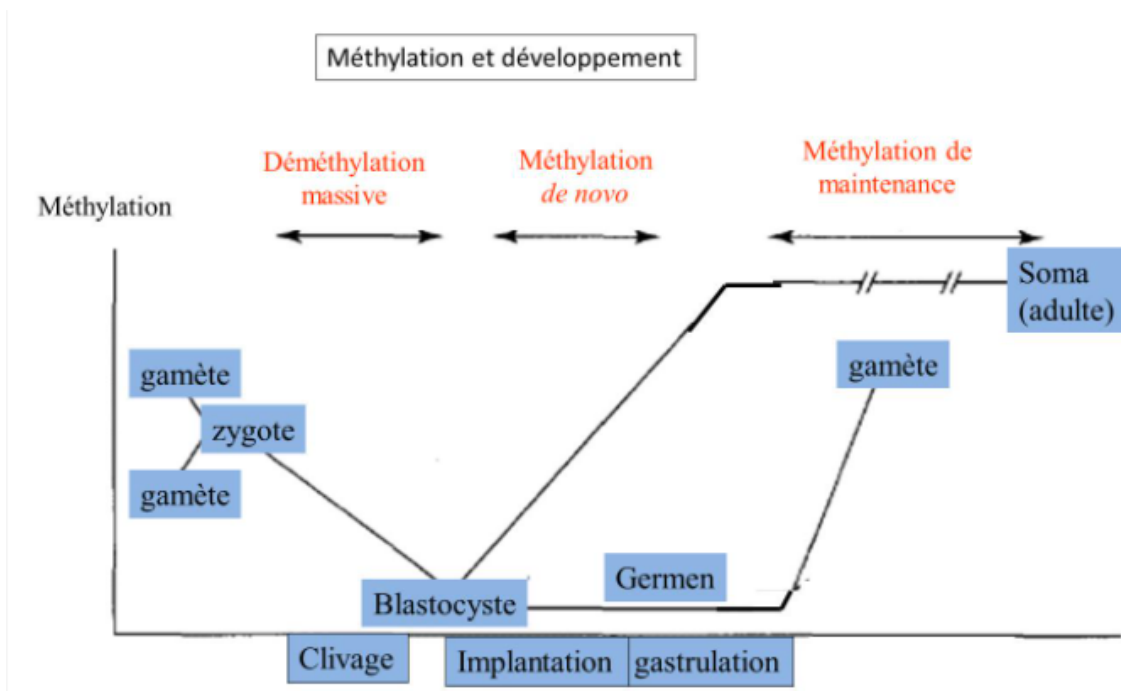 Méthylation et développement
Déméthylation
massive
Méthylation
de novo
Méthylation de
maintenance
Méthylation
Soma
(adulte)
gamète
gamète
zygote
gamète
Germen
Blastocyste
Clivage
Implantation
gastrulation